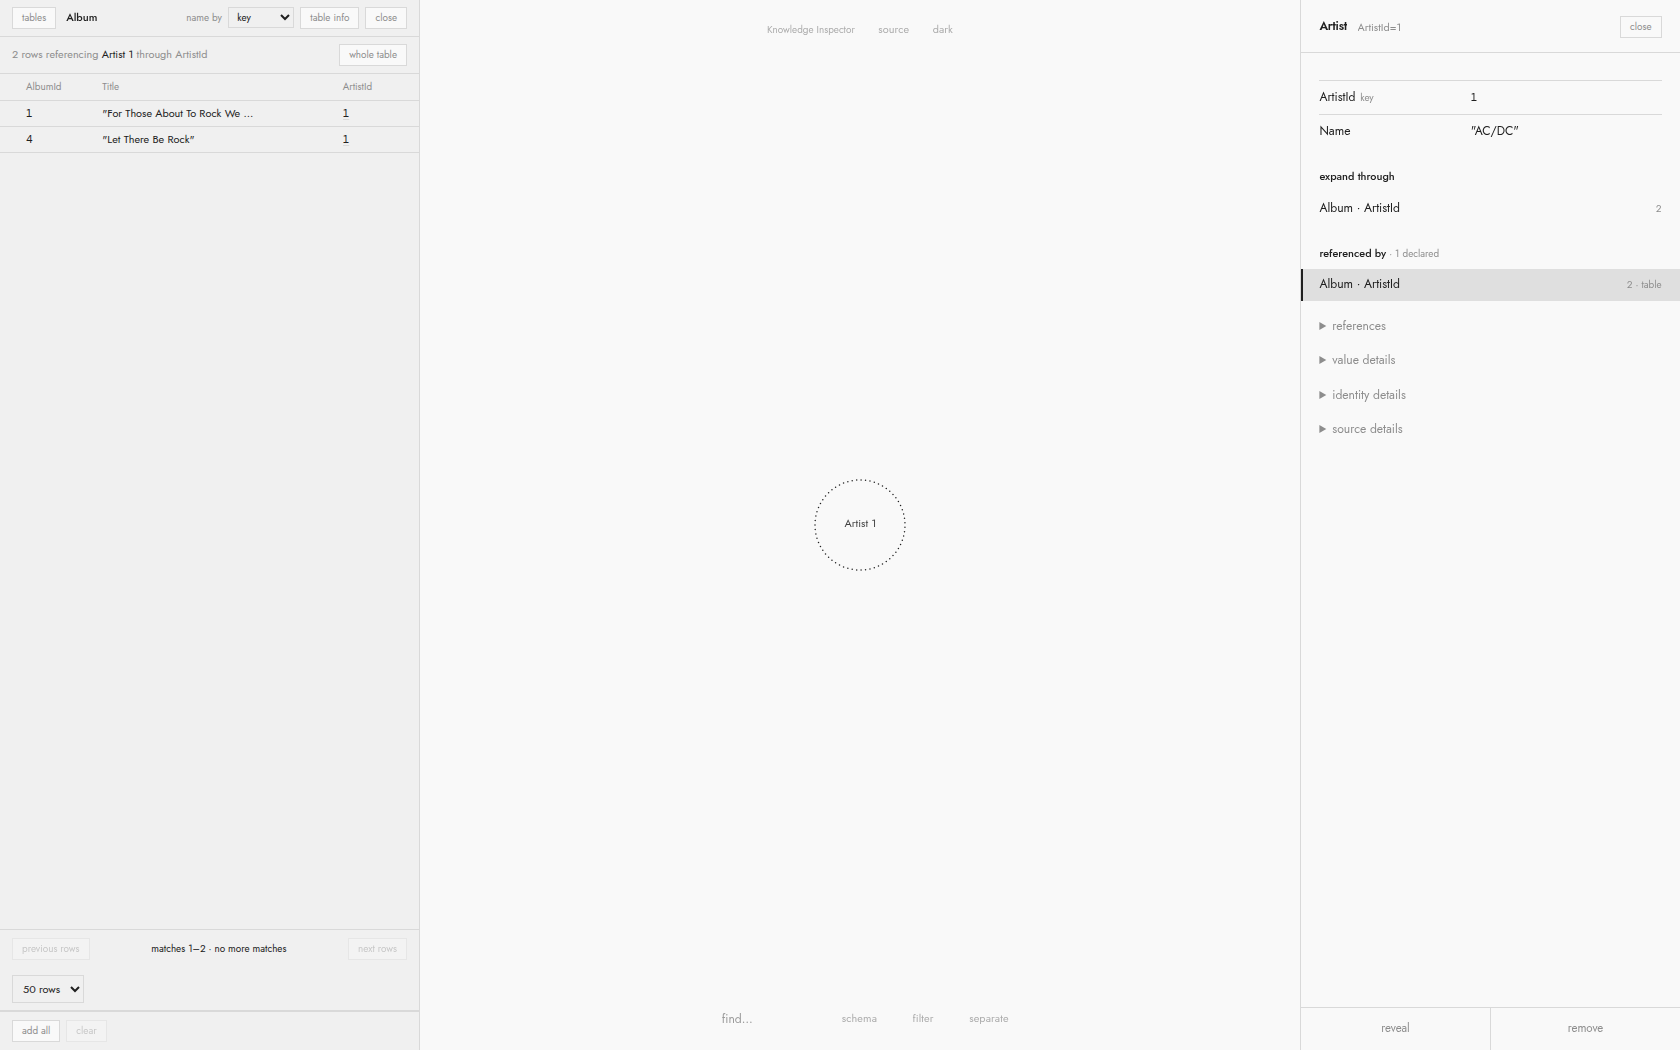 tables Album name by key table info close
2 rows referencing Artist 1 through ArtistId whole table
AlbumId Title ArtistId
1 "For Those About To Rock We ... 1
4 "Let There Be Rock" 1
previous rows matches 1–2 · no more matches next rows
50 rows
add all clear
Knowledge Inspector source dark
Artist 1
find... schema filter separate
Artist ArtistId=1 close
ArtistId key 1
Name "AC/DC"
expand through
Album · ArtistId 2
referenced by · 1 declared
Album · ArtistId 2 · table
references
value details
identity details
source details
reveal remove